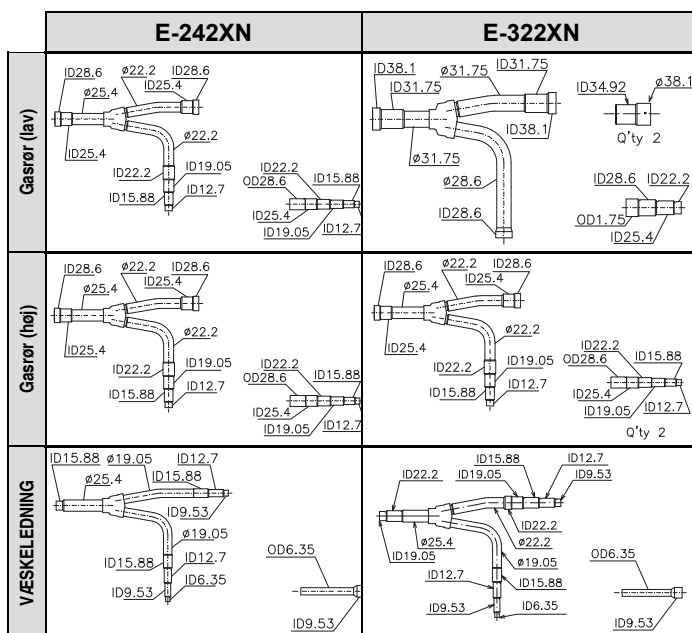 E-242XN
E-322XN
Gasrør (lav)
ID28.6
ø25.4
ø22.2
ID28.6
ID25.4
ID25.4
ø22.2
ID22.2
ID19.05
ID15.88
ID12.7
ID22.2
OD28.6
ID15.88
ID25.4
ID19.05
ID12.7
ID38.1
ID31.75
ø31.75
ID31.75
ID38.1
ø31.75
ø28.6
ID28.6
ID34.92
ø38.1
Q'ty 2
ID28.6
ID22.2
OD1.75
ID25.4
Gasrør (høj)
ID28.6
ø25.4
ø22.2
ID28.6
ID25.4
ID25.4
ø22.2
ID22.2
ID19.05
ID15.88
ID12.7
ID22.2
OD28.6
ID15.88
ID25.4
ID19.05
ID12.7
ID28.6
ø25.4
ø22.2
ID28.6
ID25.4
ID25.4
ø22.2
ID22.2
ID19.05
ID15.88
ID12.7
ID22.2
OD28.6
ID15.88
ID25.4
ID19.05
ID12.7
Q'ty 2
VÆSKELEDNING
ID15.88
ø19.05
ø25.4
ID12.7
ID15.88
ID9.53
ø19.05
ID15.88
ID12.7
ID9.53
ID6.35
OD6.35
ID9.53
ID22.2
ID19.05
ID15.88
ID12.7
ID9.53
ID19.05
ø25.4
ID22.2
ø22.2
ø19.05
ID12.7
ID15.88
ID9.53
ID6.35
OD6.35
ID9.53